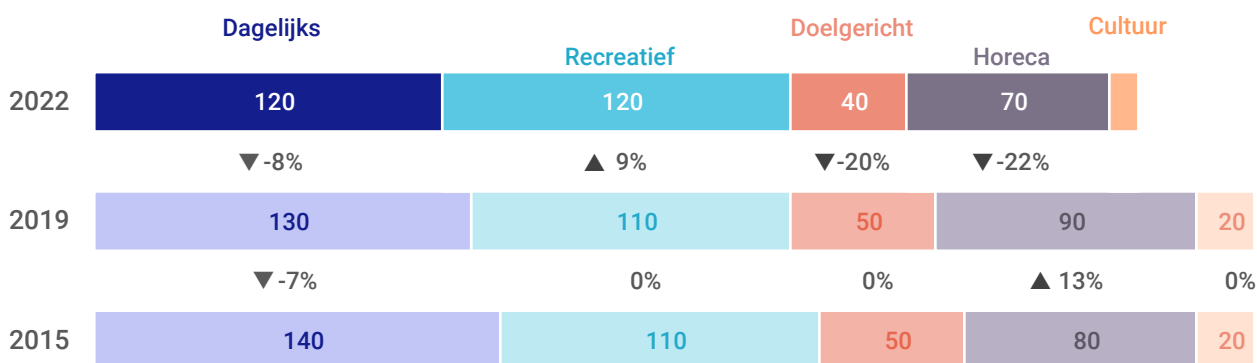 Dagelijks Doelgericht Cultuur
Recreatief Horeca
2022 120 120 40 70
▼ -8% ▲ 9% ▼ -20% ▼ -22%
2019 130 110 50 90 20
▼ -7% 0% 0% ▲ 13% 0%
2015 140 110 50 80 20